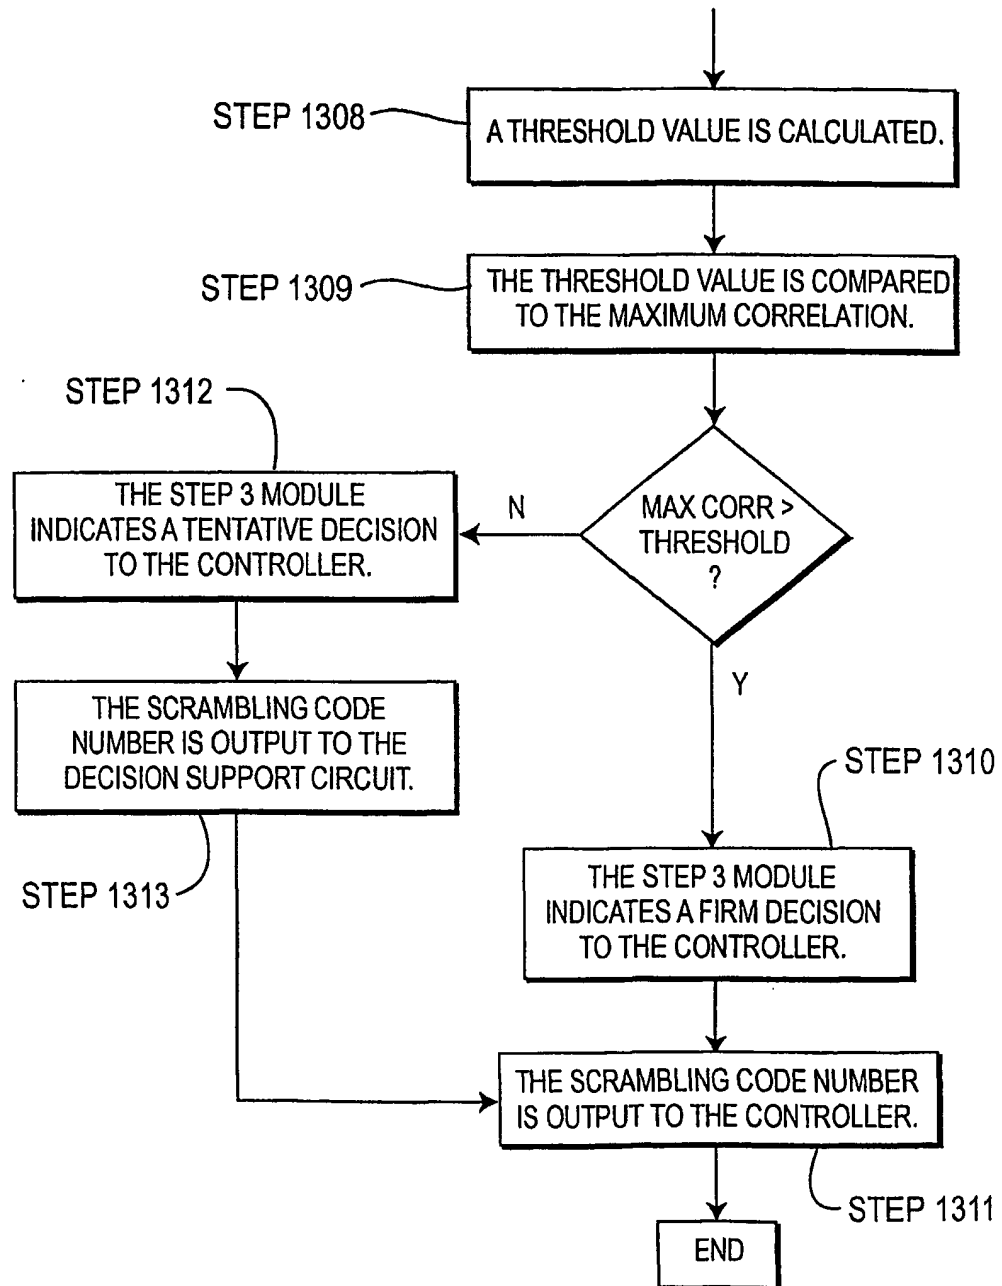 STEP 1308
A THRESHOLD VALUE IS CALCULATED.
STEP 1309
THE THRESHOLD VALUE IS COMPARED
TO THE MAXIMUM CORRELATION.
STEP 1312
THE STEP 3 MODULE
INDICATES A TENTATIVE DECISION
TO THE CONTROLLER.
N
MAX CORR >
THRESHOLD
?
Y
THE SCRAMBLING CODE
NUMBER IS OUTPUT TO THE
DECISION SUPPORT CIRCUIT.
STEP 1313
STEP 1310
THE STEP 3 MODULE
INDICATES A FIRM DECISION
TO THE CONTROLLER.
THE SCRAMBLING CODE NUMBER
IS OUTPUT TO THE CONTROLLER.
STEP 1311
END